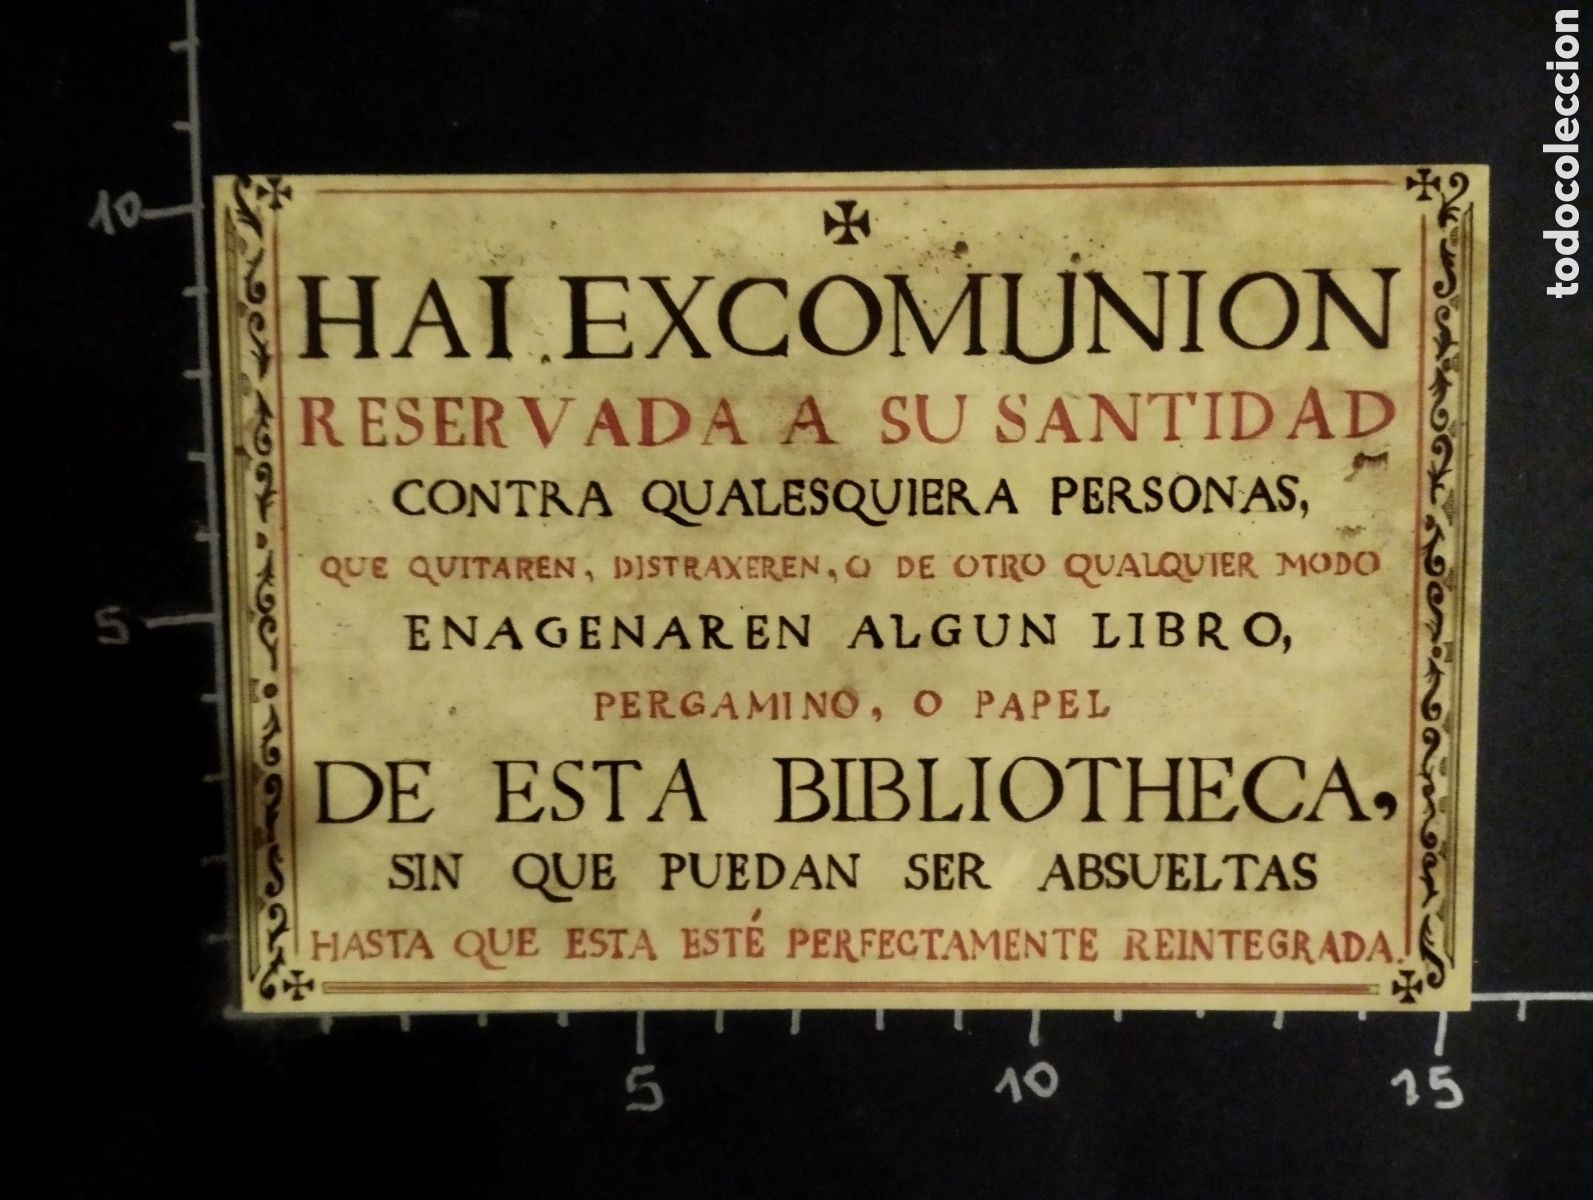 HAI EXCOMUNION
RESERVADA A SU SANTIDAD
CONTRA QUALESQUIERA PERSONAS,
QUE QUITAREN, DISTRAXEREN, O DE OTRO QUALQUIER MODO
ENAGENAREN ALGUN LIBRO,
PERGAMINO, O PAPEL
DE ESTA BIBLIOTHECA,
SIN QUE PUEDAN SER ABSUELTAS
HASTA QUE ESTA ESTÉ PERFECTAMENTE REINTEGRADA.
10
5
5
10
15
todocoleccion